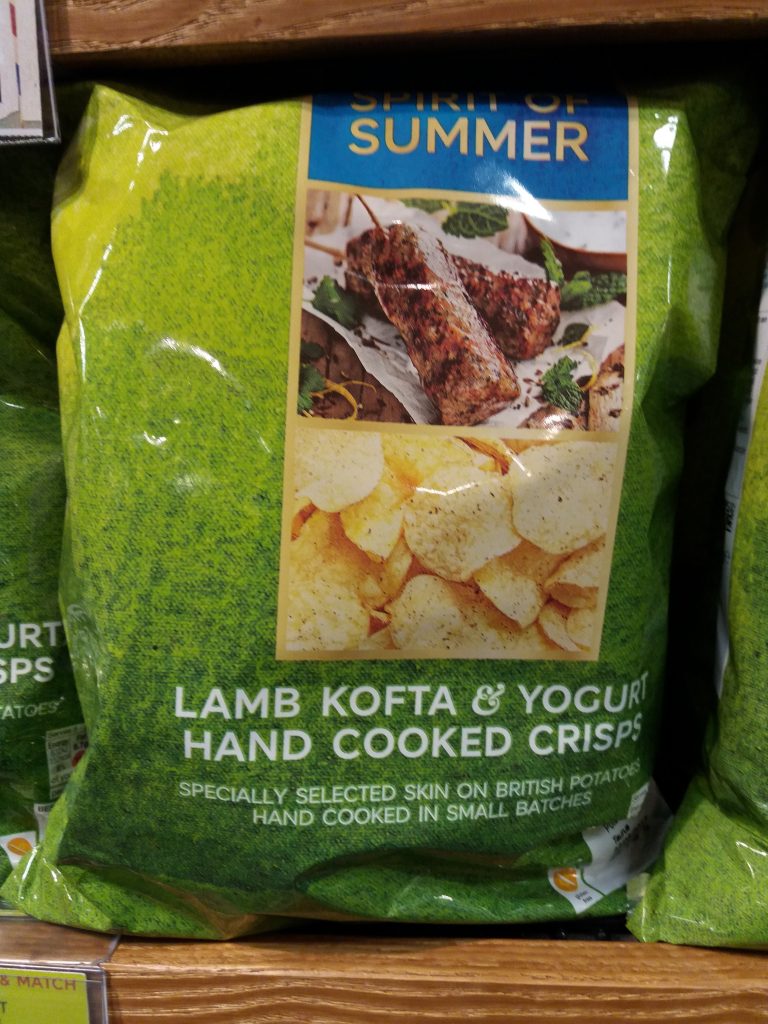 SPIRIT OF
SUMMER
LAMB KOFTA & YOGURT
HAND COOKED CRISPS
SPECIALLY SELECTED SKIN ON BRITISH POTATOES
HAND COOKED IN SMALL BATCHES
URT
SPS
TATOES
& MATCH